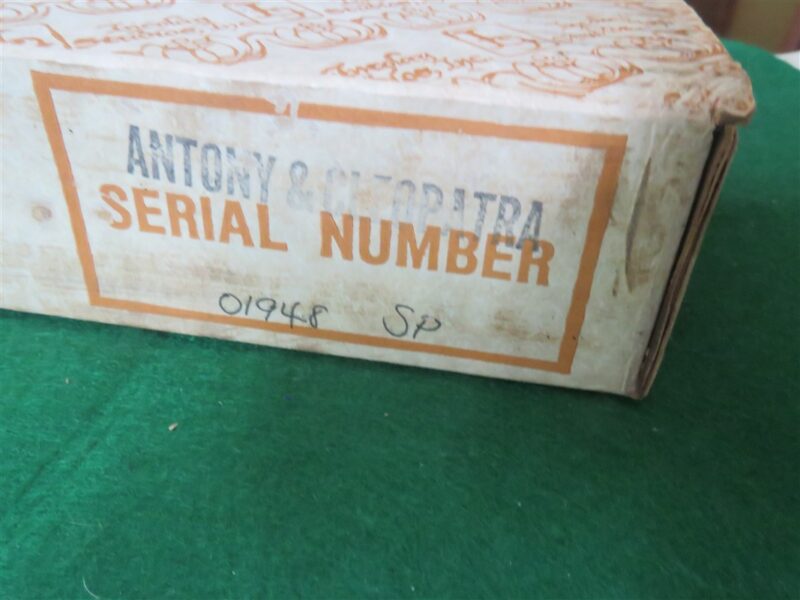 ANTONY & CLEOPATRA
SERIAL NUMBER
01948 SP